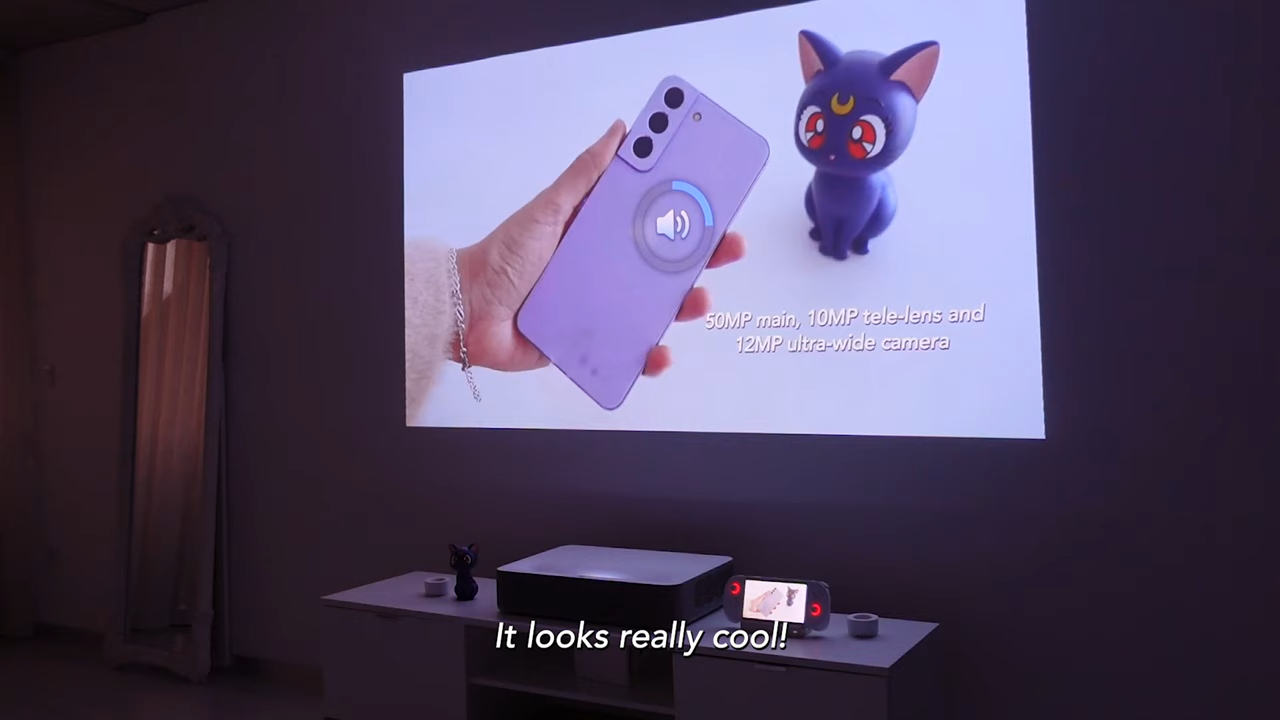 50MP main, 10MP tele-lens and
12MP ultra-wide camera
It looks really cool!